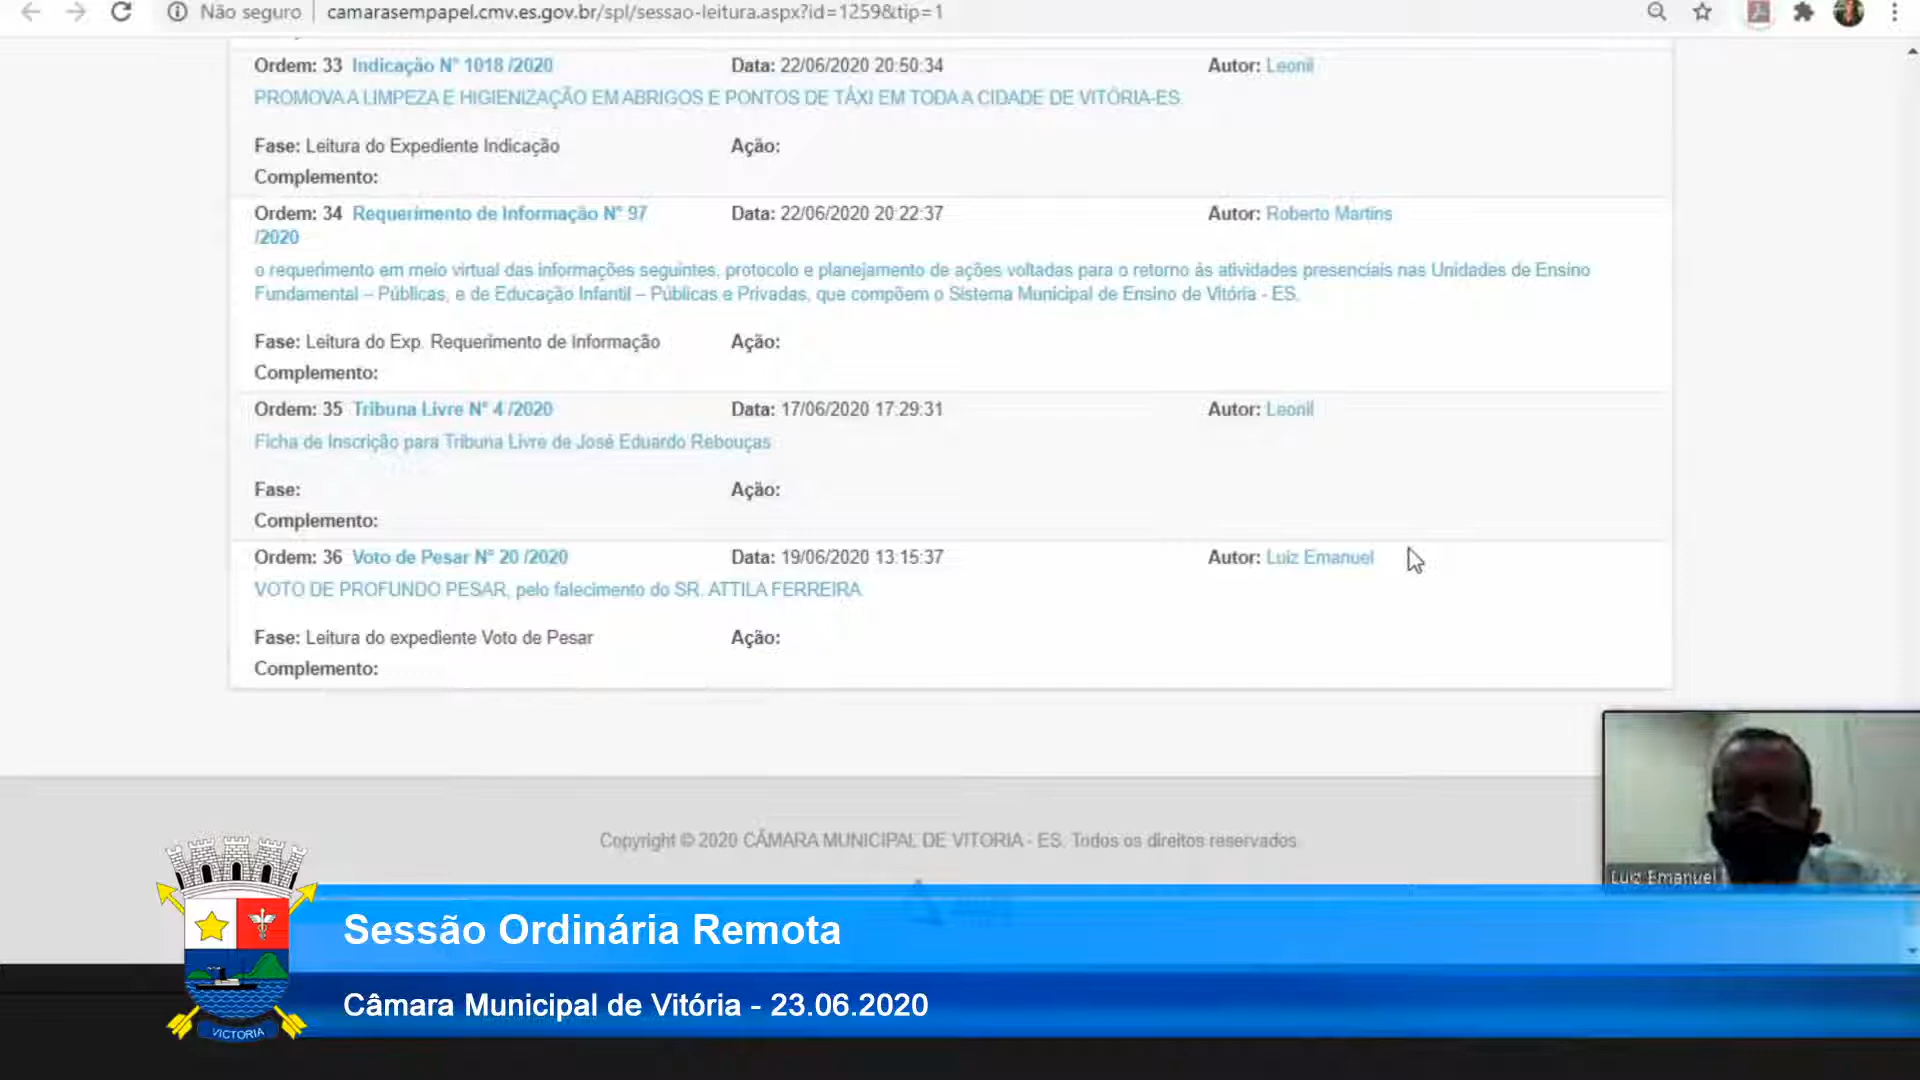 Não seguro
camarasempapel.cmv.es.gov.br/spl/sessao-leitura.aspx?id=1259&tip=1
Ordem: 33 Indicação N° 1018 /2020 Data: 22/06/2020 20:50:34 Autor: Leonil
PROMOVA A LIMPEZA E HIGIENIZAÇÃO EM ABRIGOS E PONTOS DE TÁXI EM TODA A CIDADE DE VITÓRIA-ES.
Fase: Leitura do Expediente Indicação Ação:
Complemento:
Ordem: 34 Requerimento de Informação N° 97 Data: 22/06/2020 20:22:37 Autor: Roberto Martins
/2020
o requerimento em meio virtual das informações seguintes, protocolo e planejamento de ações voltadas para o retorno às atividades presenciais nas Unidades de Ensino
Fundamental – Públicas, e de Educação Infantil – Públicas e Privadas, que compõem o Sistema Municipal de Ensino de Vitória - ES.
Fase: Leitura do Exp. Requerimento de Informação Ação:
Complemento:
Ordem: 35 Tribuna Livre N° 4 /2020 Data: 17/06/2020 17:29:31 Autor: Leonil
Ficha de Inscrição para Tribuna Livre de José Eduardo Rebouças
Fase: Ação:
Complemento:
Ordem: 36 Voto de Pesar N° 20 /2020 Data: 19/06/2020 13:15:37 Autor: Luiz Emanuel
VOTO DE PROFUNDO PESAR, pelo falecimento do SR. ATTILA FERREIRA
Fase: Leitura do expediente Voto de Pesar Ação:
Complemento:
Copyright © 2020 CÂMARA MUNICIPAL DE VITORIA - ES. Todos os direitos reservados.
Luiz Emanuel
Sessão Ordinária Remota
Câmara Municipal de Vitória - 23.06.2020
VICTORIA